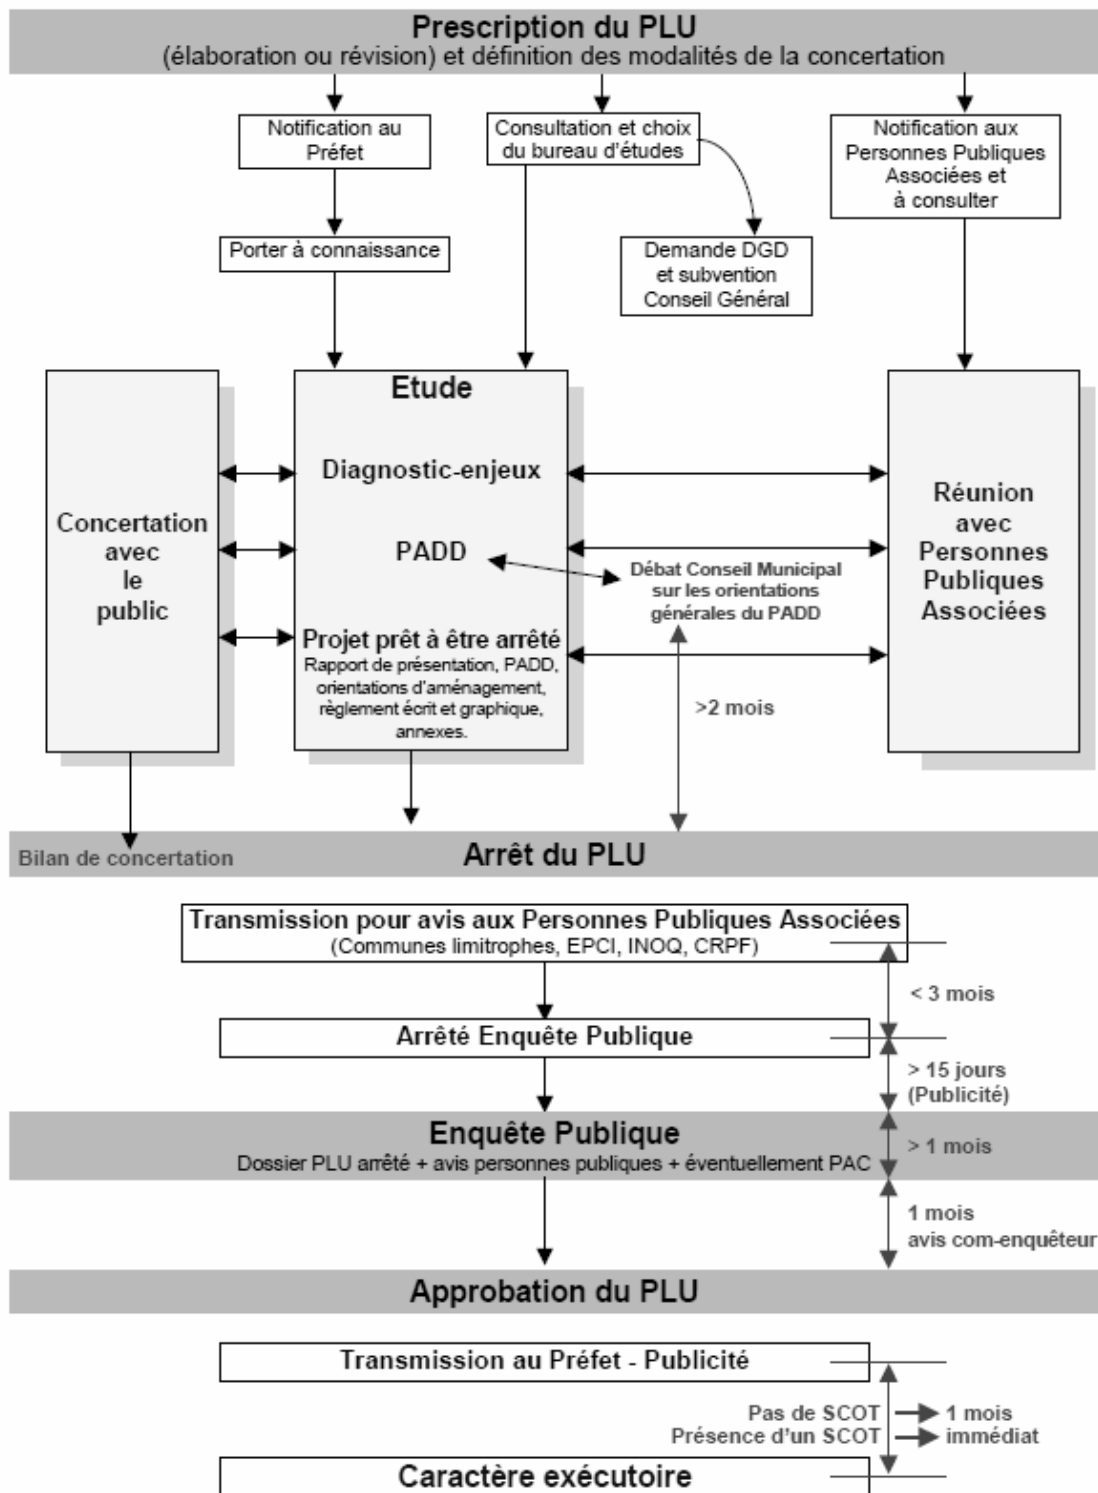 Prescription du PLU
(élaboration ou révision) et définition des modalités de la concertation
Notification au
Préfet
Consultation et choix
du bureau d'études
Notification aux
Personnes Publiques
Associées et
à consulter
Porter à connaissance
Demande DGD
et subvention
Conseil Général
Concertation
avec
le
public
Etude
Diagnostic-enjeux
PADD
Projet prêt à être arrêté
Rapport de présentation, PADD,
orientations d'aménagement,
règlement écrit et graphique,
annexes.
Débat Conseil Municipal
sur les orientations
générales du PADD
>2 mois
Réunion
avec
Personnes
Publiques
Associées
Bilan de concertation
Arrêt du PLU
Transmission pour avis aux Personnes Publiques Associées
(Communes limitrophes, EPCI, INOQ, CRPF)
< 3 mois
Arrêté Enquête Publique
> 15 jours
(Publicité)
Enquête Publique
Dossier PLU arrêté + avis personnes publiques + éventuellement PAC
> 1 mois
1 mois
avis com-enquêteur
Approbation du PLU
Transmission au Préfet - Publicité
Pas de SCOT
1 mois
Présence d'un SCOT
immédiat
Caractère exécutoire